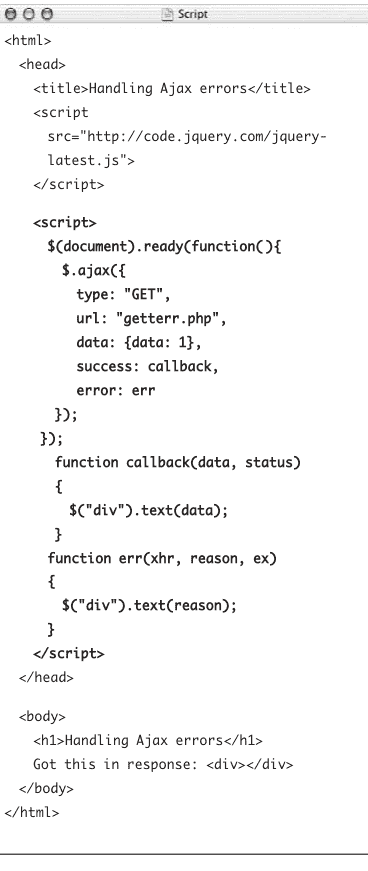 Script
<html>
<head>
<title>Handling Ajax errors</title>
<script
src="http://code.jquery.com/jquery-
latest.js">
</script>
<script>
$(document).ready(function(){
$.ajax({
type: "GET",
url: "getterr.php",
data: {data: 1},
success: callback,
error: err
});
});
function callback(data, status)
{
$("div").text(data);
}
function err(xhr, reason, ex)
{
$("div").text(reason);
}
</script>
</head>
<body>
<h1>Handling Ajax errors</h1>
Got this in response: <div></div>
</body>
</html>